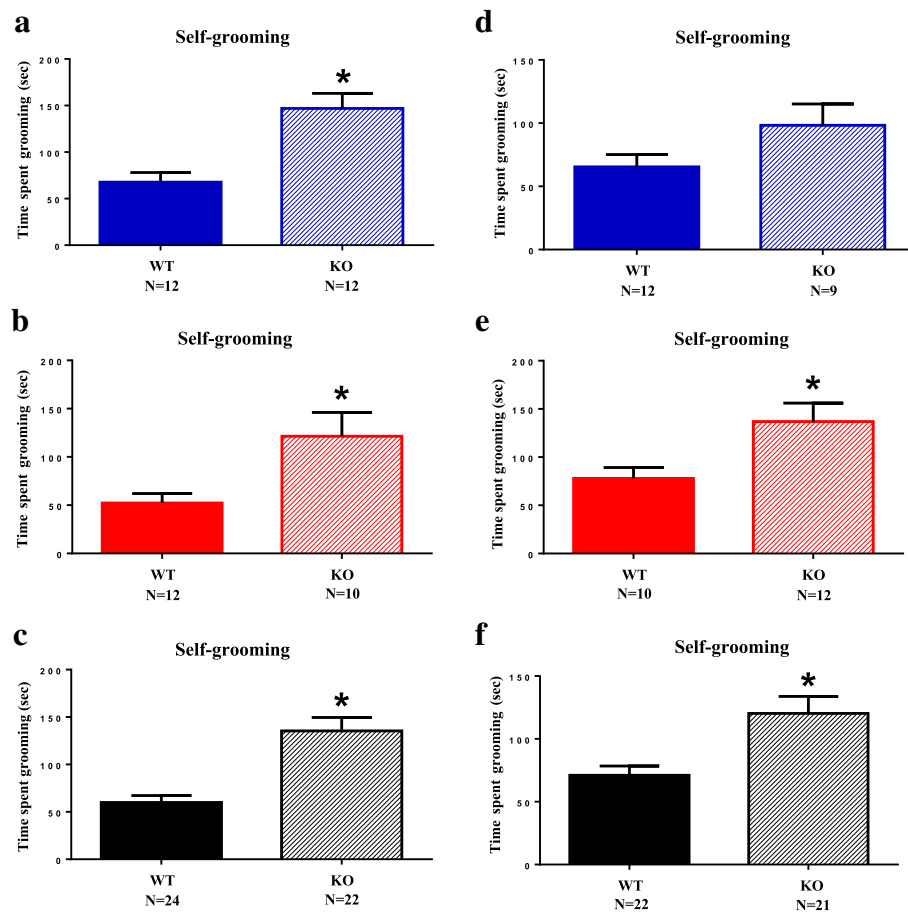 a
Self-grooming
Time spent grooming (sec)
200
150
100
50
0
*
WT
N=12
KO
N=12
d
Self-grooming
Time spent grooming (sec)
150
100
50
0
WT
N=12
KO
N=9
b
Self-grooming
Time spent grooming (sec)
200
150
100
50
0
*
WT
N=12
KO
N=10
e
Self-grooming
Time spent grooming (sec)
200
150
100
50
0
*
WT
N=10
KO
N=12
c
Self-grooming
Time spent grooming (sec)
200
150
100
50
0
*
WT
N=24
KO
N=22
f
Self-grooming
Time spent grooming (sec)
150
100
50
0
*
WT
N=22
KO
N=21